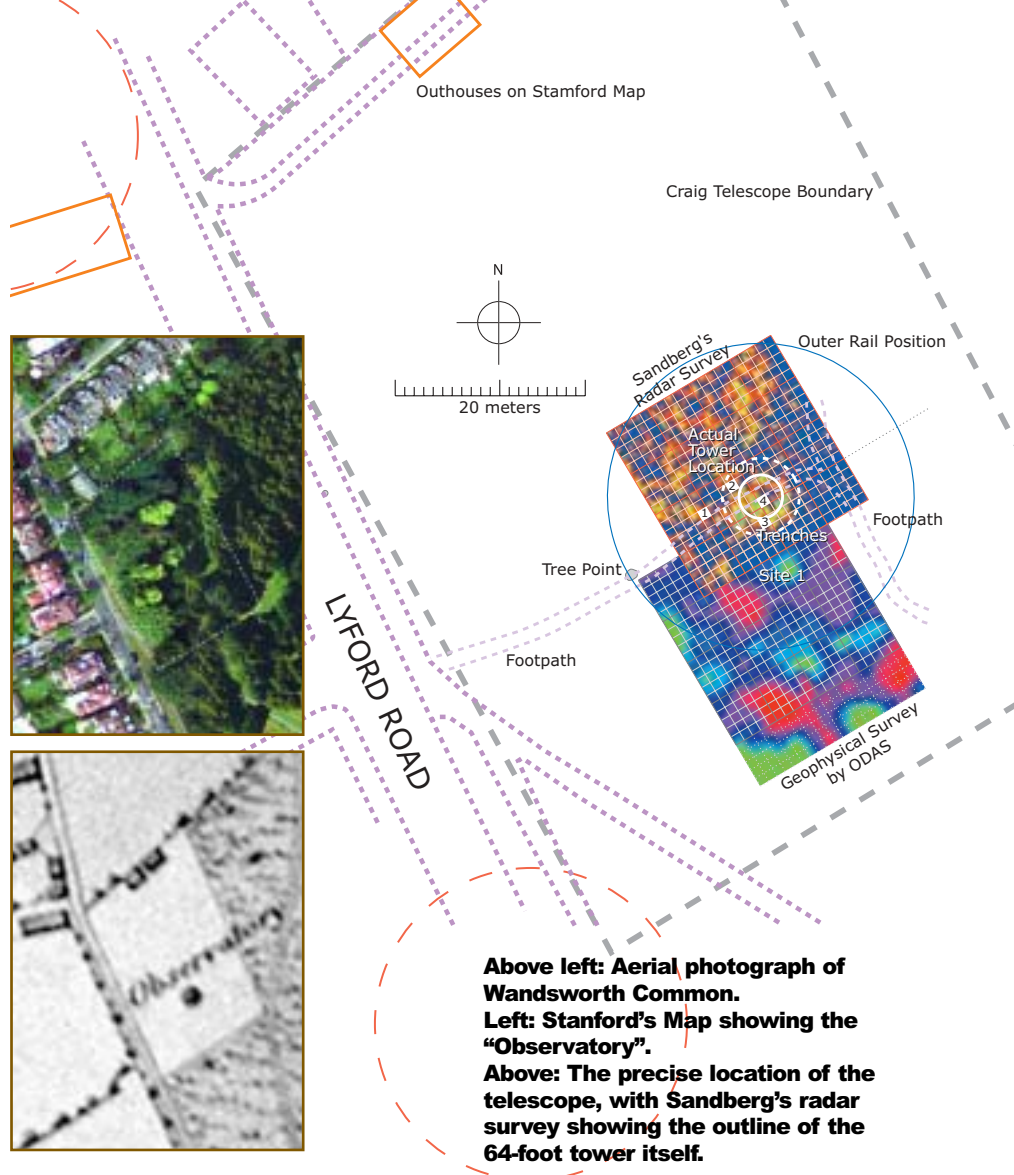 Outhouses on Stamford Map
Craig Telescope Boundary
N
20 meters
Sandberg's
Radar Survey
Outer Rail Position
Actual
Tower
Location
2
1
4
3
Trenches
Footpath
Site 1
Tree Point
Footpath
LYFORD ROAD
Geophysical Survey
by ODAS
Observatory
Above left: Aerial photograph of
Wandsworth Common.
Left: Stanford’s Map showing the
“Observatory”.
Above: The precise location of the
telescope, with Sandberg’s radar
survey showing the outline of the
64-foot tower itself.